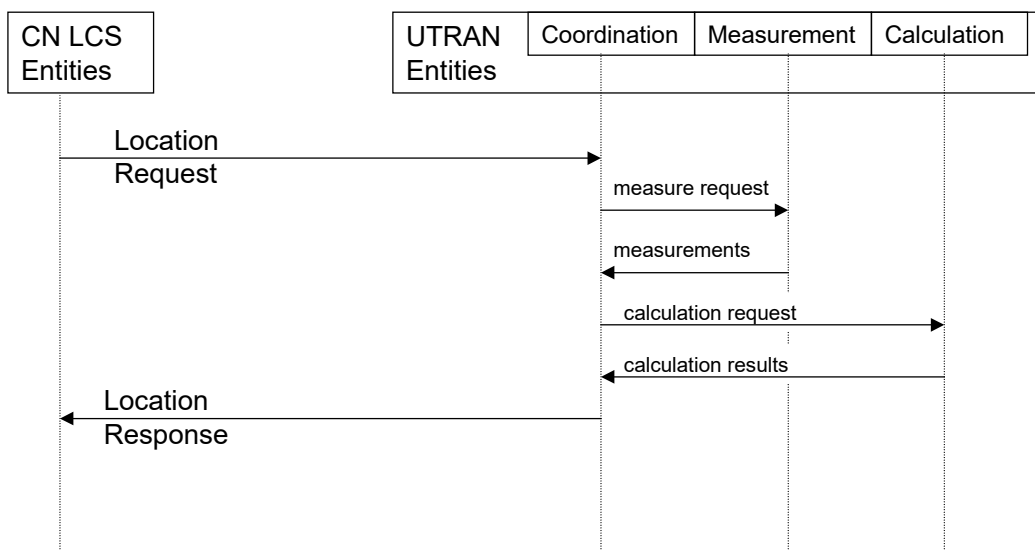 CN LCS
Entities
UTRAN
Entities
Coordination
Measurement
Calculation
Location
Request
measure request
measurements
calculation request
calculation results
Location
Response